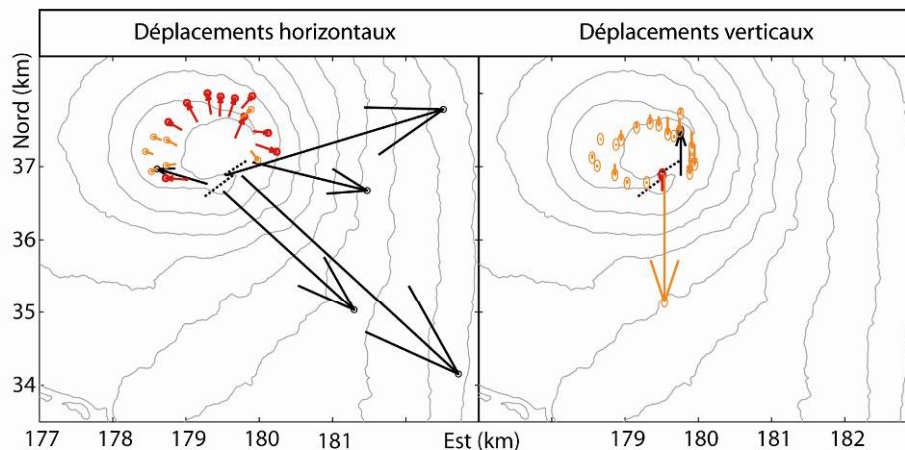 Déplacements horizontaux
Déplacements verticaux
Nord (km)
37
36
35
34
177 178 179 180 181 Est (km) 179 180 181 182